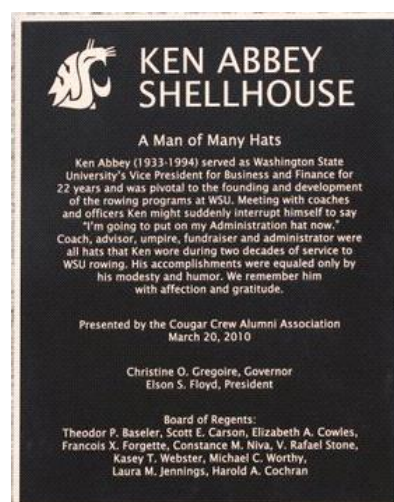 KEN ABBEY
SHELLHOUSE
A Man of Many Hats
Ken Abbey (1933-1994) served as Washington State
University's Vice President for Business and Finance for
22 years and was pivotal to the founding and development
of the rowing programs at WSU. Meeting with coaches
and officers Ken might suddenly interrupt himself to say
"I'm going to put on my Administration hat now."
Coach, advisor, umpire, fundraiser and administrator were
all hats that Ken wore during two decades of service to
WSU rowing. His accomplishments were equaled only by
his modesty and humor. We remember him
with affection and gratitude.
Presented by the Cougar Crew Alumni Association
March 20, 2010
Christine O. Gregoire, Governor
Elson S. Floyd, President
Board of Regents:
Theodor P. Baseler, Scott E. Carson, Elizabeth A. Cowles,
Francois X. Forgette, Constance M. Niva, V. Rafael Stone,
Kasey T. Webster, Michael C. Worthy,
Laura M. Jennings, Harold A. Cochran